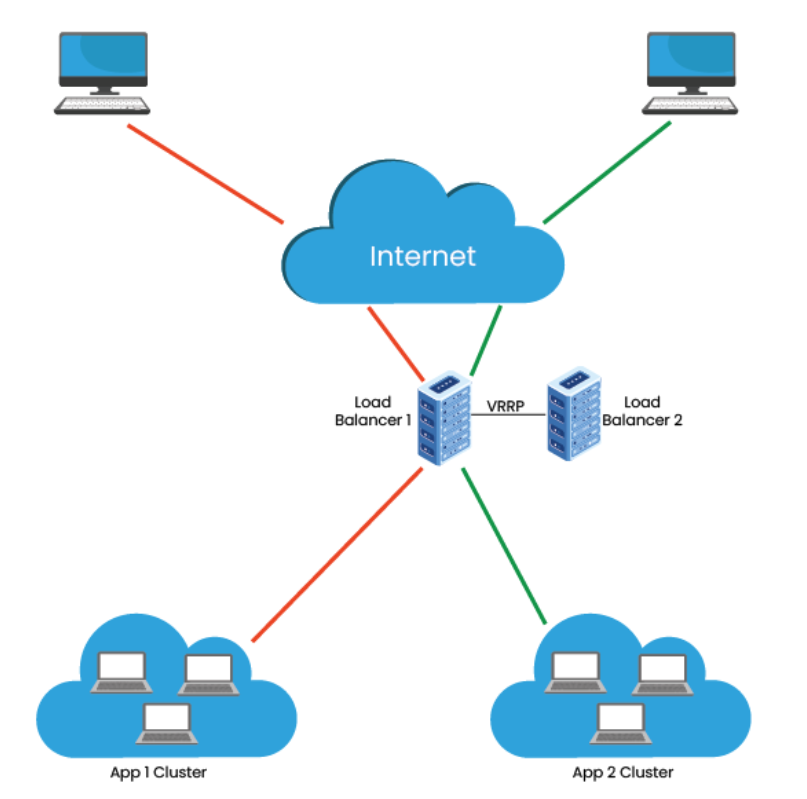 Internet
Load
Balancer 1
VRRP
Load
Balancer 2
App 1 Cluster
App 2 Cluster